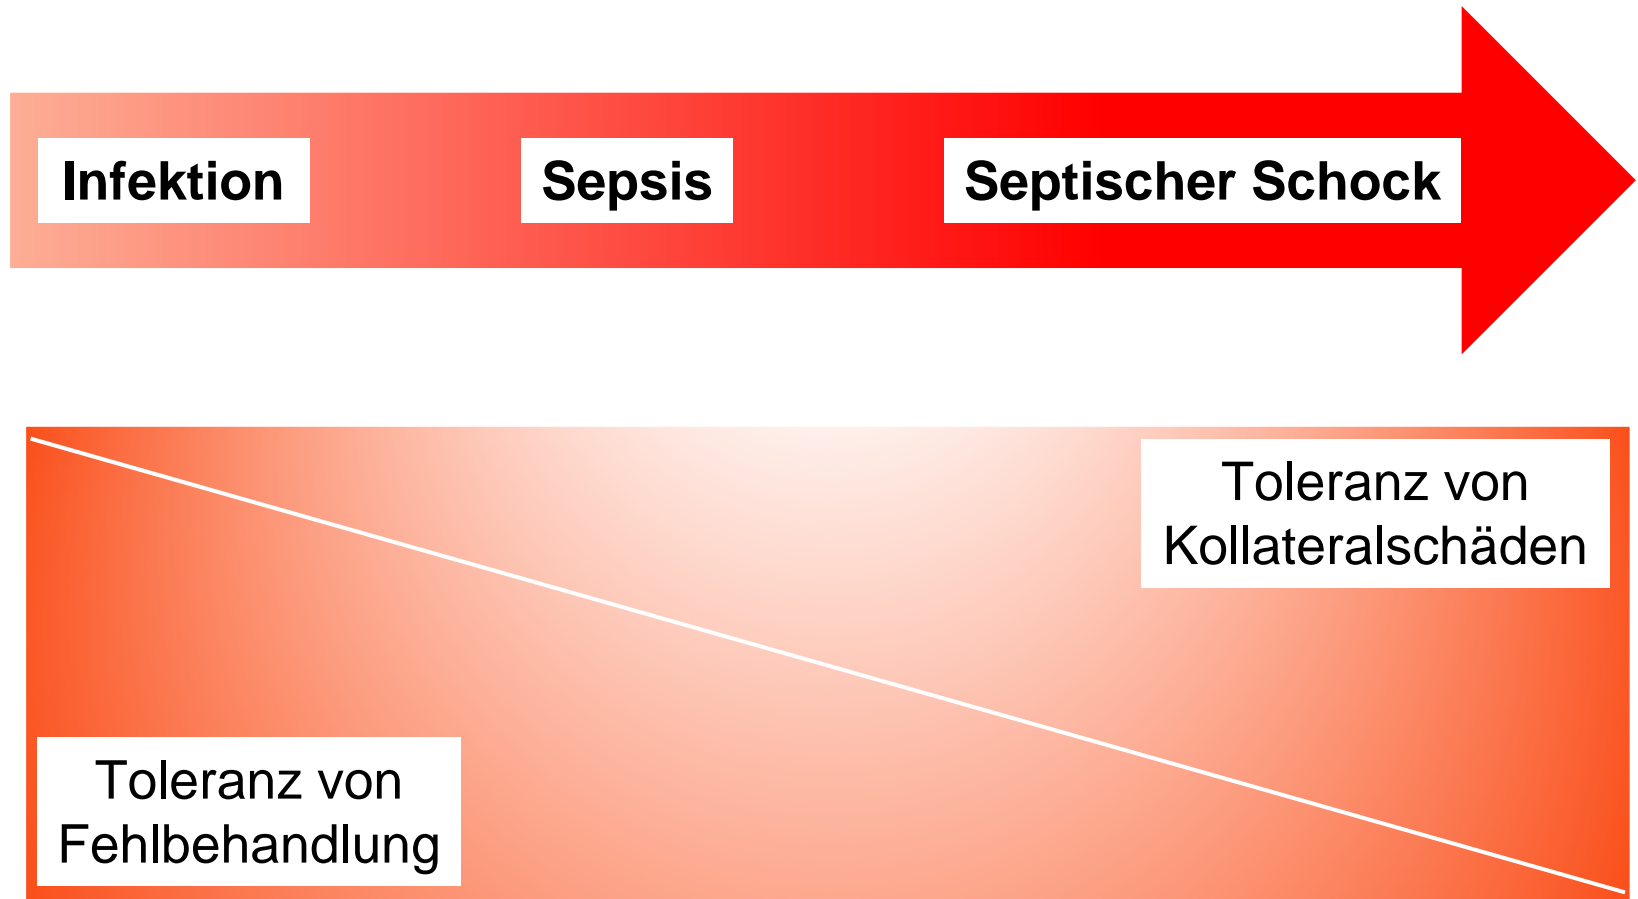 Infektion
Sepsis
Septischer Schock
Toleranz von
Kollateralschäden
Toleranz von
Fehlbehandlung